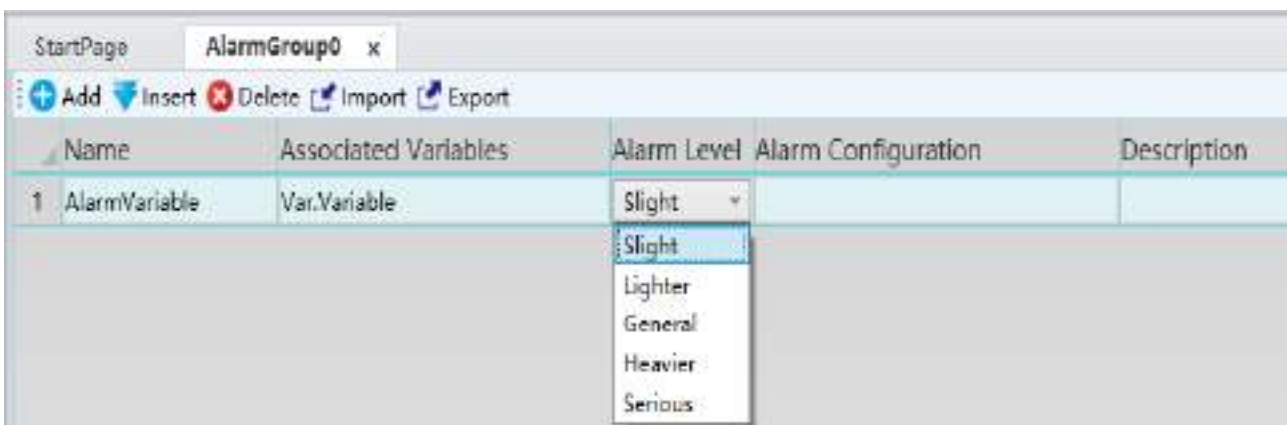 StartPage AlarmGroup0 x
Add Insert Delete Import Export
Name Associated Variables Alarm Level Alarm Configuration Description
1 AlarmVariable Var.Variable Slight
Slight
Lighter
General
Heavier
Serious